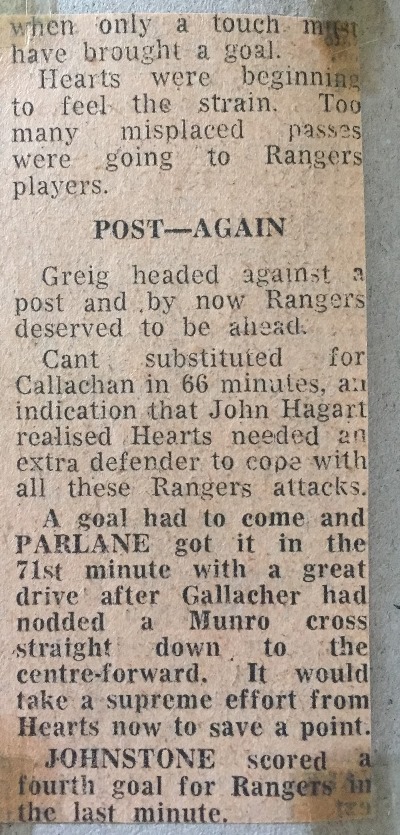 when only a touch must
have brought a goal.
Hearts were beginning
to feel the strain. Too
many misplaced passes
were going to Rangers
players.
POST—AGAIN
Greig headed against a
post and by now Rangers
deserved to be ahead.
Cant substituted for
Callachan in 66 minutes, an
indication that John Hagart
realised Hearts needed an
extra defender to cope with
all these Rangers attacks.
A goal had to come and
PARLANE got it in the
71st minute with a great
drive after Gallacher had
nodded a Munro cross
straight down to the
centre-forward. It would
take a supreme effort from
Hearts now to save a point.
JOHNSTONE scored a
fourth goal for Rangers in
the last minute.